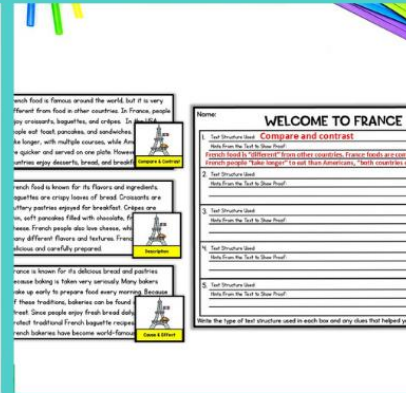 ench food is famous around the world, but it is very
fferent from food in other countries. In France, people
joy croissants, baguettes, and crêpes. In the USA,
ople eat toast, pancakes, and sandwiches.
ke longer, with multiple courses, while Am
e quicker and served on one plate. Howeve
untries enjoy desserts, bread, and breakf
Compare & Contrast
rench food is known for its flavors and ingredients.
aguettes are crispy loaves of bread. Croissants are
uttery pastries enjoyed for breakfast. Crêpes are
in, soft pancakes filled with chocolate, fr
heese. French people also love cheese, whi
any different flavors and textures. Frenc
elicious and carefully prepared.
Description
rance is known for its delicious bread and pastries
ecause baking is taken very seriously. Many bakers
ake up early to prepare food every morning. Because
f these traditions, bakeries can be found
treet. Since people enjoy fresh bread daily,
rotect traditional French baguette recipes
rench bakeries have become world-famous
Cause & Effect
Name:
WELCOME TO FRANCE
1. Text Structure Used: Compare and contrast
Hints From the Text to Show Proof:
French food is "different" from other countries. France foods are con
French people "take longer" to eat than Americans, "both countries e
2. Text Structure Used:
Hints From the Text to Show Proof:
3. Text Structure Used:
Hints From the Text to Show Proof:
4. Text Structure Used:
Hints From the Text to Show Proof:
5. Text Structure Used:
Hints From the Text to Show Proof:
Write the type of text structure used in each box and any clues that helped yo